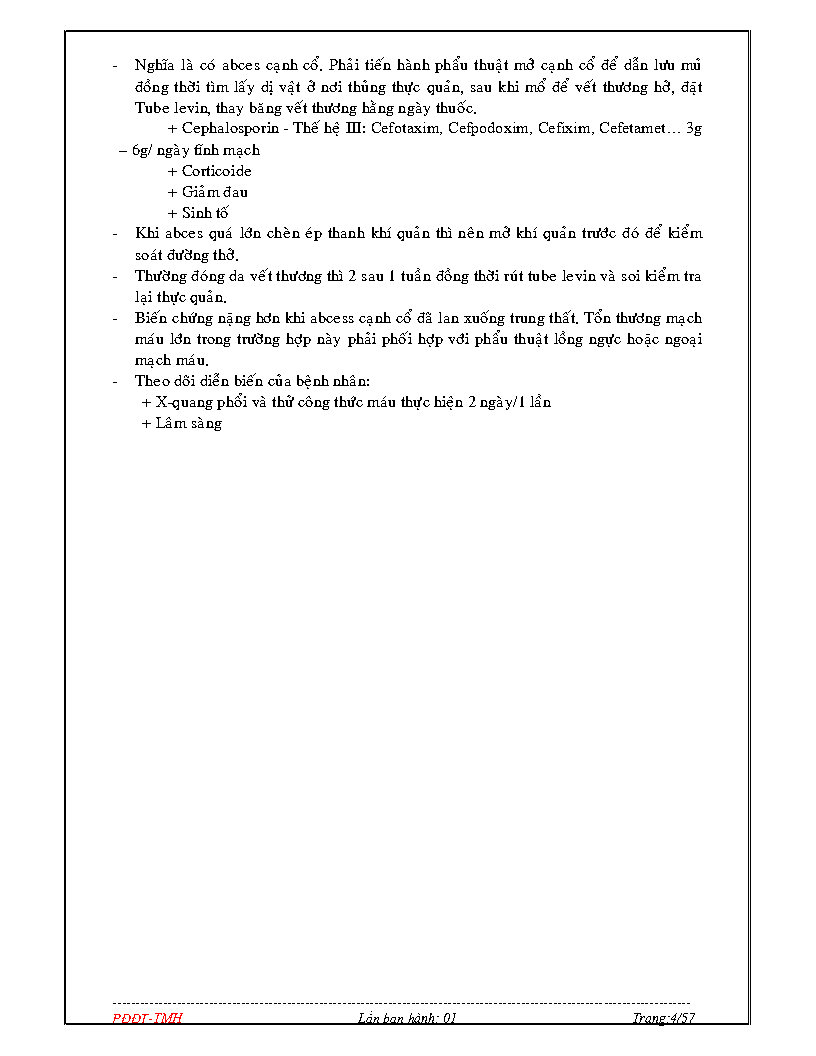 - Nghĩa là có abces cạnh cổ. Phải tiến hành phẩu thuật mở cạnh cổ để dẫn lưu mủ
đồng thời tìm lấy dị vật ở nơi thủng thực quản, sau khi mổ để vết thương hở, đặt
Tube levin, thay băng vết thương hằng ngày thuốc.
+ Cephalosporin - Thế hệ III: Cefotaxim, Cefpodoxim, Cefixim, Cefetamet… 3g
– 6g/ ngày tĩnh mạch
+ Corticoide
+ Giảm đau
+ Sinh tố
- Khi abces quá lớn chèn ép thanh khí quản thì nên mở khí quản trước đó để kiểm
soát đường thở.
- Thường đóng da vết thương thì 2 sau 1 tuần đồng thời rút tube levin và soi kiểm tra
lại thực quản.
- Biến chứng nặng hơn khi abcess cạnh cổ đã lan xuống trung thất. Tổn thương mạch
máu lớn trong trường hợp này phải phối hợp với phẩu thuật lồng ngực hoặc ngoại
mạch máu.
- Theo dõi diễn biến của bệnh nhân:
+ X-quang phổi và thử công thức máu thực hiện 2 ngày/1 lần
+ Lâm sàng
PĐĐT-TMH Lần ban hành: 01 Trang:4/57